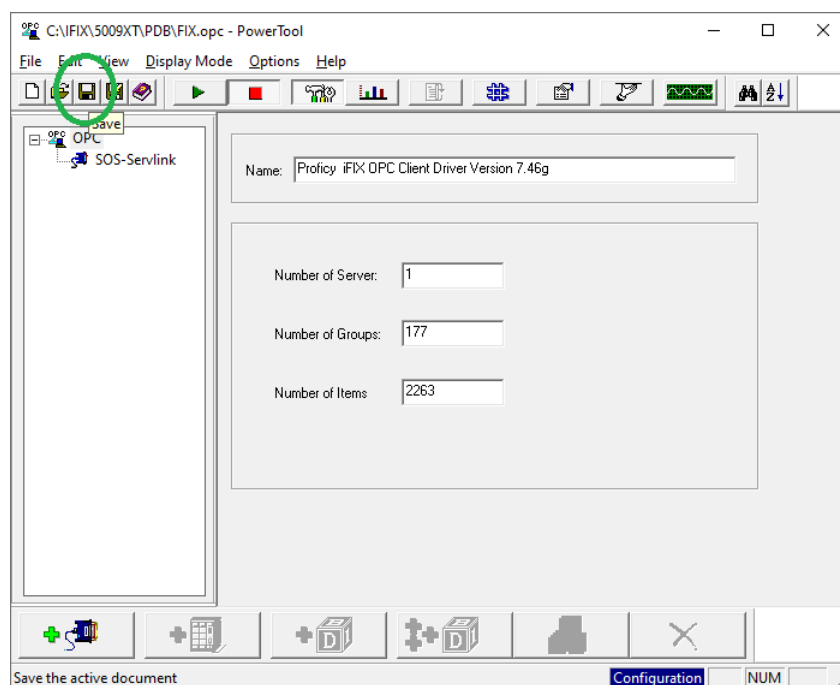 C:\IFIX\5009XT\PDB\FIX.opc - PowerTool
File Edit View Display Mode Options Help
Save
OPC
SOS-Servlink
Name: Proficy iFIX OPC Client Driver Version 7.46g
Number of Server: 1
Number of Groups: 177
Number of Items 2263
Save the active document Configuration NUM